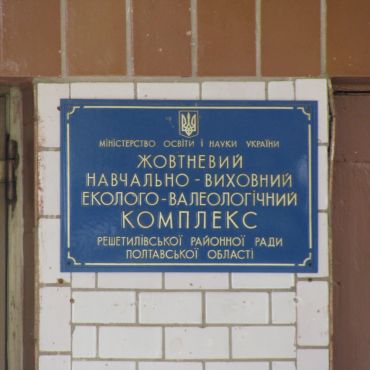 МІНІСТЕРСТВО ОСВІТИ І НАУКИ УКРАЇНИ
ЖОВТНЕВИЙ
НАВЧАЛЬНО - ВИХОВНИЙ
ЕКОЛОГО - ВАЛЕОЛОГІЧНИЙ
КОМПЛЕКС
РЕШЕТИЛІВСЬКОЇ РАЙОННОЇ РАДИ
ПОЛТАВСЬКОЇ ОБЛАСТІ